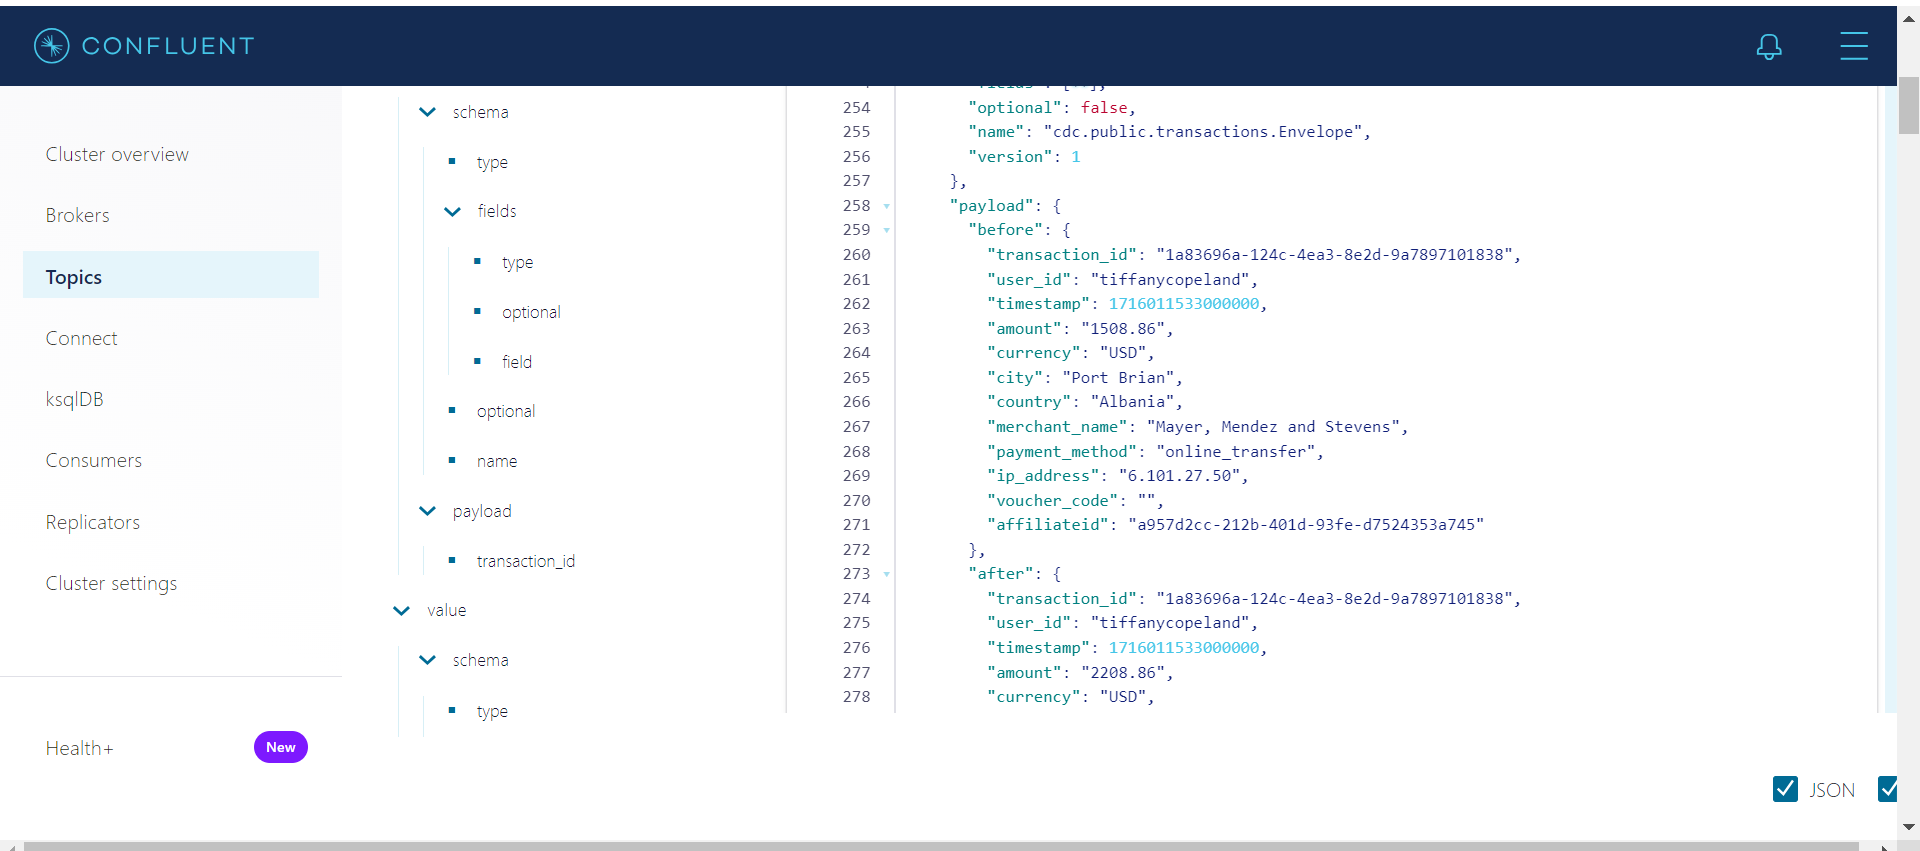 CONFLUENT
Cluster overview
Brokers
Topics
Connect
ksqlDB
Consumers
Replicators
Cluster settings
Health+
New
schema
type
fields
type
optional
field
optional
name
payload
transaction_id
value
schema
type
254 "optional": false,
255 "name": "cdc.public.transactions.Envelope",
256 "version": 1
257 },
258 "payload": {
259 "before": {
260 "transaction_id": "1a83696a-124c-4ea3-8e2d-9a7897101838",
261 "user_id": "tiffanycopeland",
262 "timestamp": 1716011533000000,
263 "amount": "1508.86",
264 "currency": "USD",
265 "city": "Port Brian",
266 "country": "Albania",
267 "merchant_name": "Mayer, Mendez and Stevens",
268 "payment_method": "online_transfer",
269 "ip_address": "6.101.27.50",
270 "voucher_code": "",
271 "affiliateid": "a957d2cc-212b-401d-93fe-d7524353a745"
272 },
273 "after": {
274 "transaction_id": "1a83696a-124c-4ea3-8e2d-9a7897101838",
275 "user_id": "tiffanycopeland",
276 "timestamp": 1716011533000000,
277 "amount": "2208.86",
278 "currency": "USD",
JSON